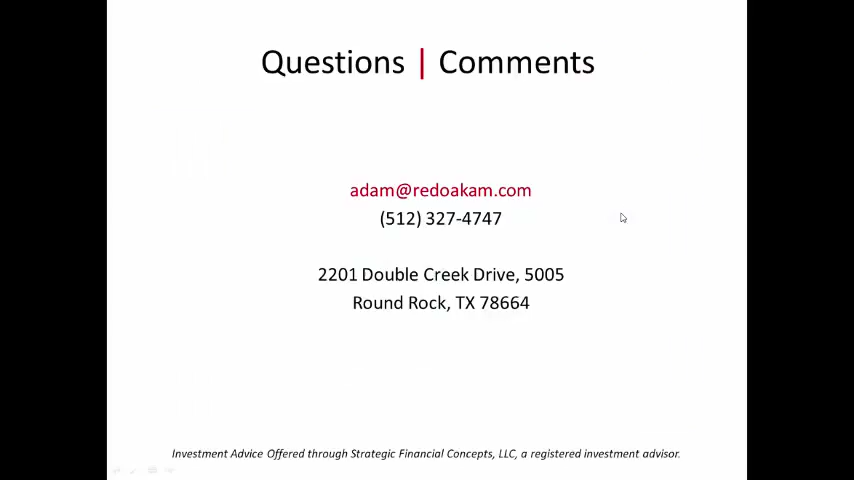 Questions | Comments
adam@redoakam.com
(512) 327-4747
2201 Double Creek Drive, 5005
Round Rock, TX 78664
Investment Advice Offered through Strategic Financial Concepts, LLC, a registered investment advisor.